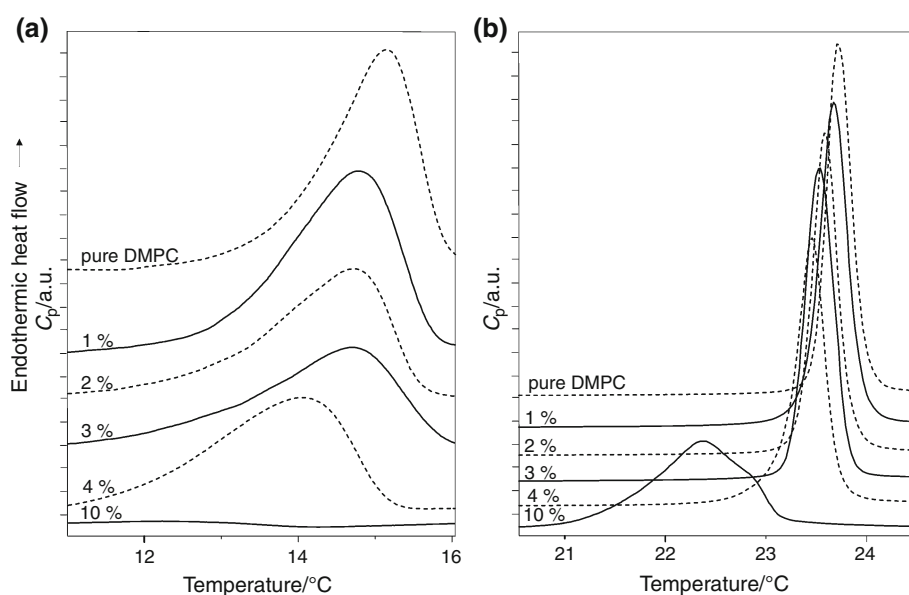 (a)
Endothermic heat flow →
Cp/a.u.
pure DMPC
1 %
2 %
3 %
4 %
10 %
12
14
16
Temperature/°C
(b)
Cp/a.u.
pure DMPC
1 %
2 %
3 %
4 %
10 %
21
22
23
24
Temperature/°C